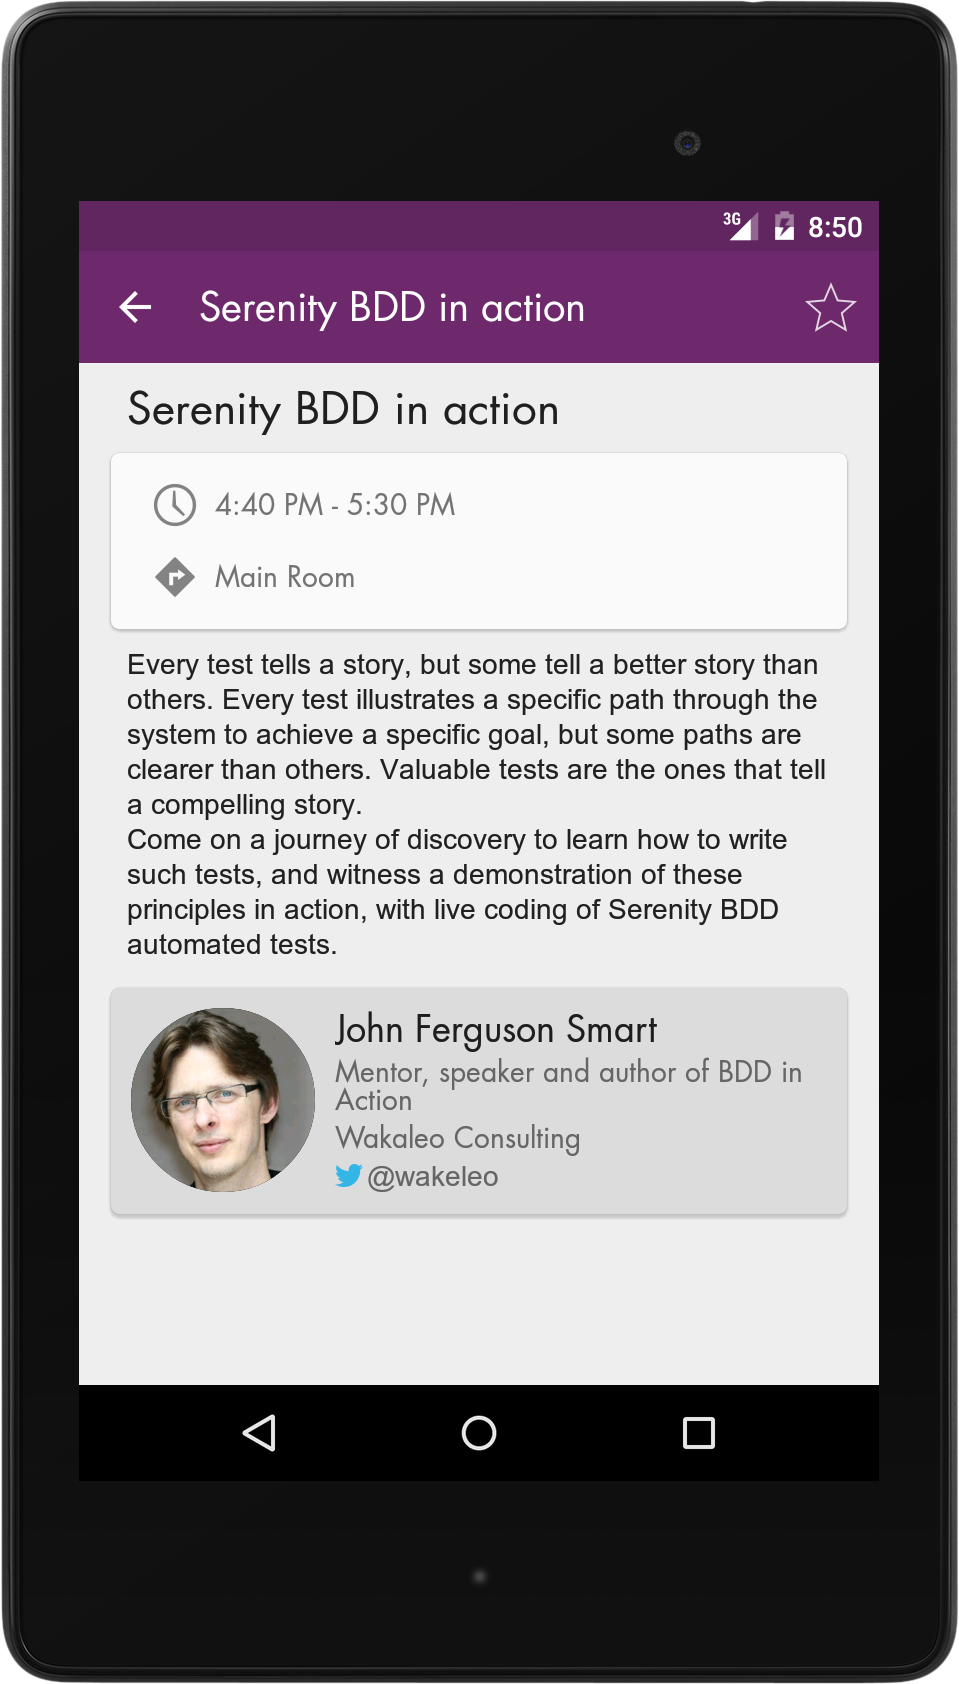 3G 8:50
Serenity BDD in action
Serenity BDD in action
4:40 PM - 5:30 PM
Main Room
Every test tells a story, but some tell a better story than
others. Every test illustrates a specific path through the
system to achieve a specific goal, but some paths are
clearer than others. Valuable tests are the ones that tell
a compelling story.
Come on a journey of discovery to learn how to write
such tests, and witness a demonstration of these
principles in action, with live coding of Serenity BDD
automated tests.
John Ferguson Smart
Mentor, speaker and author of BDD in
Action
Wakaleo Consulting
@wakeleo